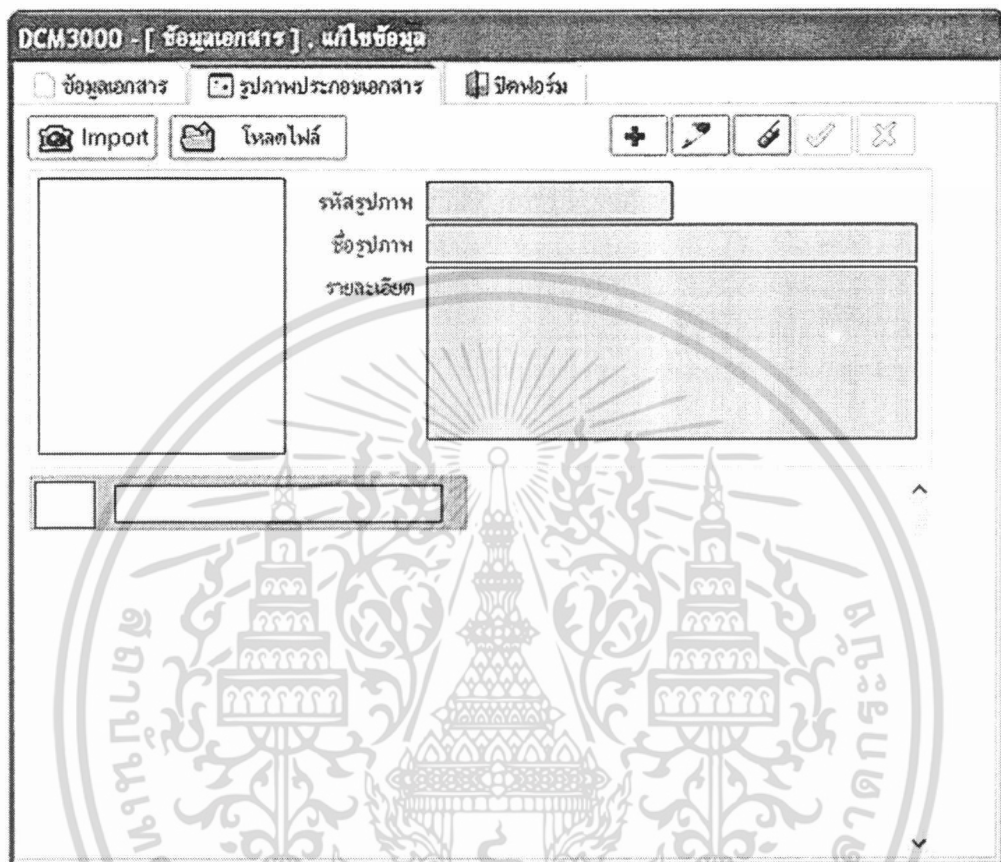 DCM3000 - [ ข้อมูลเอกสาร ] , แก้ไขข้อมูล
ข้อมูลเอกสาร รูปภาพประกอบเอกสาร ปิดฟอร์ม
Import โหลดไฟล์
รหัสรูปภาพ
ชื่อรูปภาพ
รายละเอียด